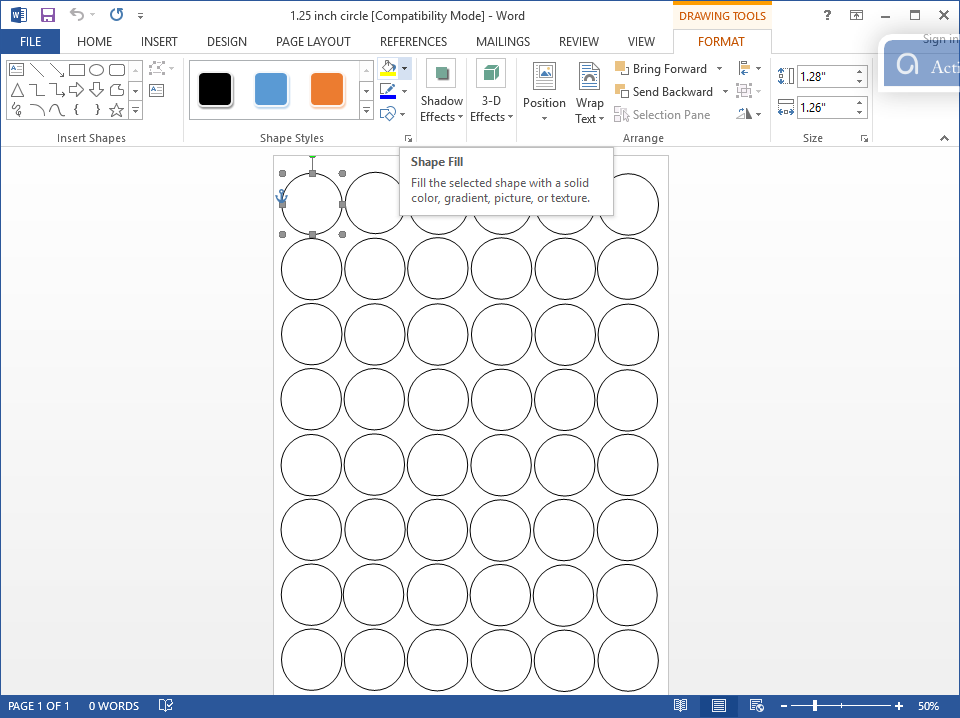 1.25 inch circle [Compatibility Mode] - Word
DRAWING TOOLS
?
FILE
HOME
INSERT
DESIGN
PAGE LAYOUT
REFERENCES
MAILINGS
REVIEW
VIEW
FORMAT
Sign in
Acti
Shadow
Effects
3-D
Effects
Position
Wrap
Text
Bring Forward
Send Backward
Selection Pane
1.28"
1.26"
Insert Shapes
Shape Styles
Arrange
Size
Shape Fill
Fill the selected shape with a solid
color, gradient, picture, or texture.
PAGE 1 OF 1
0 WORDS
50%